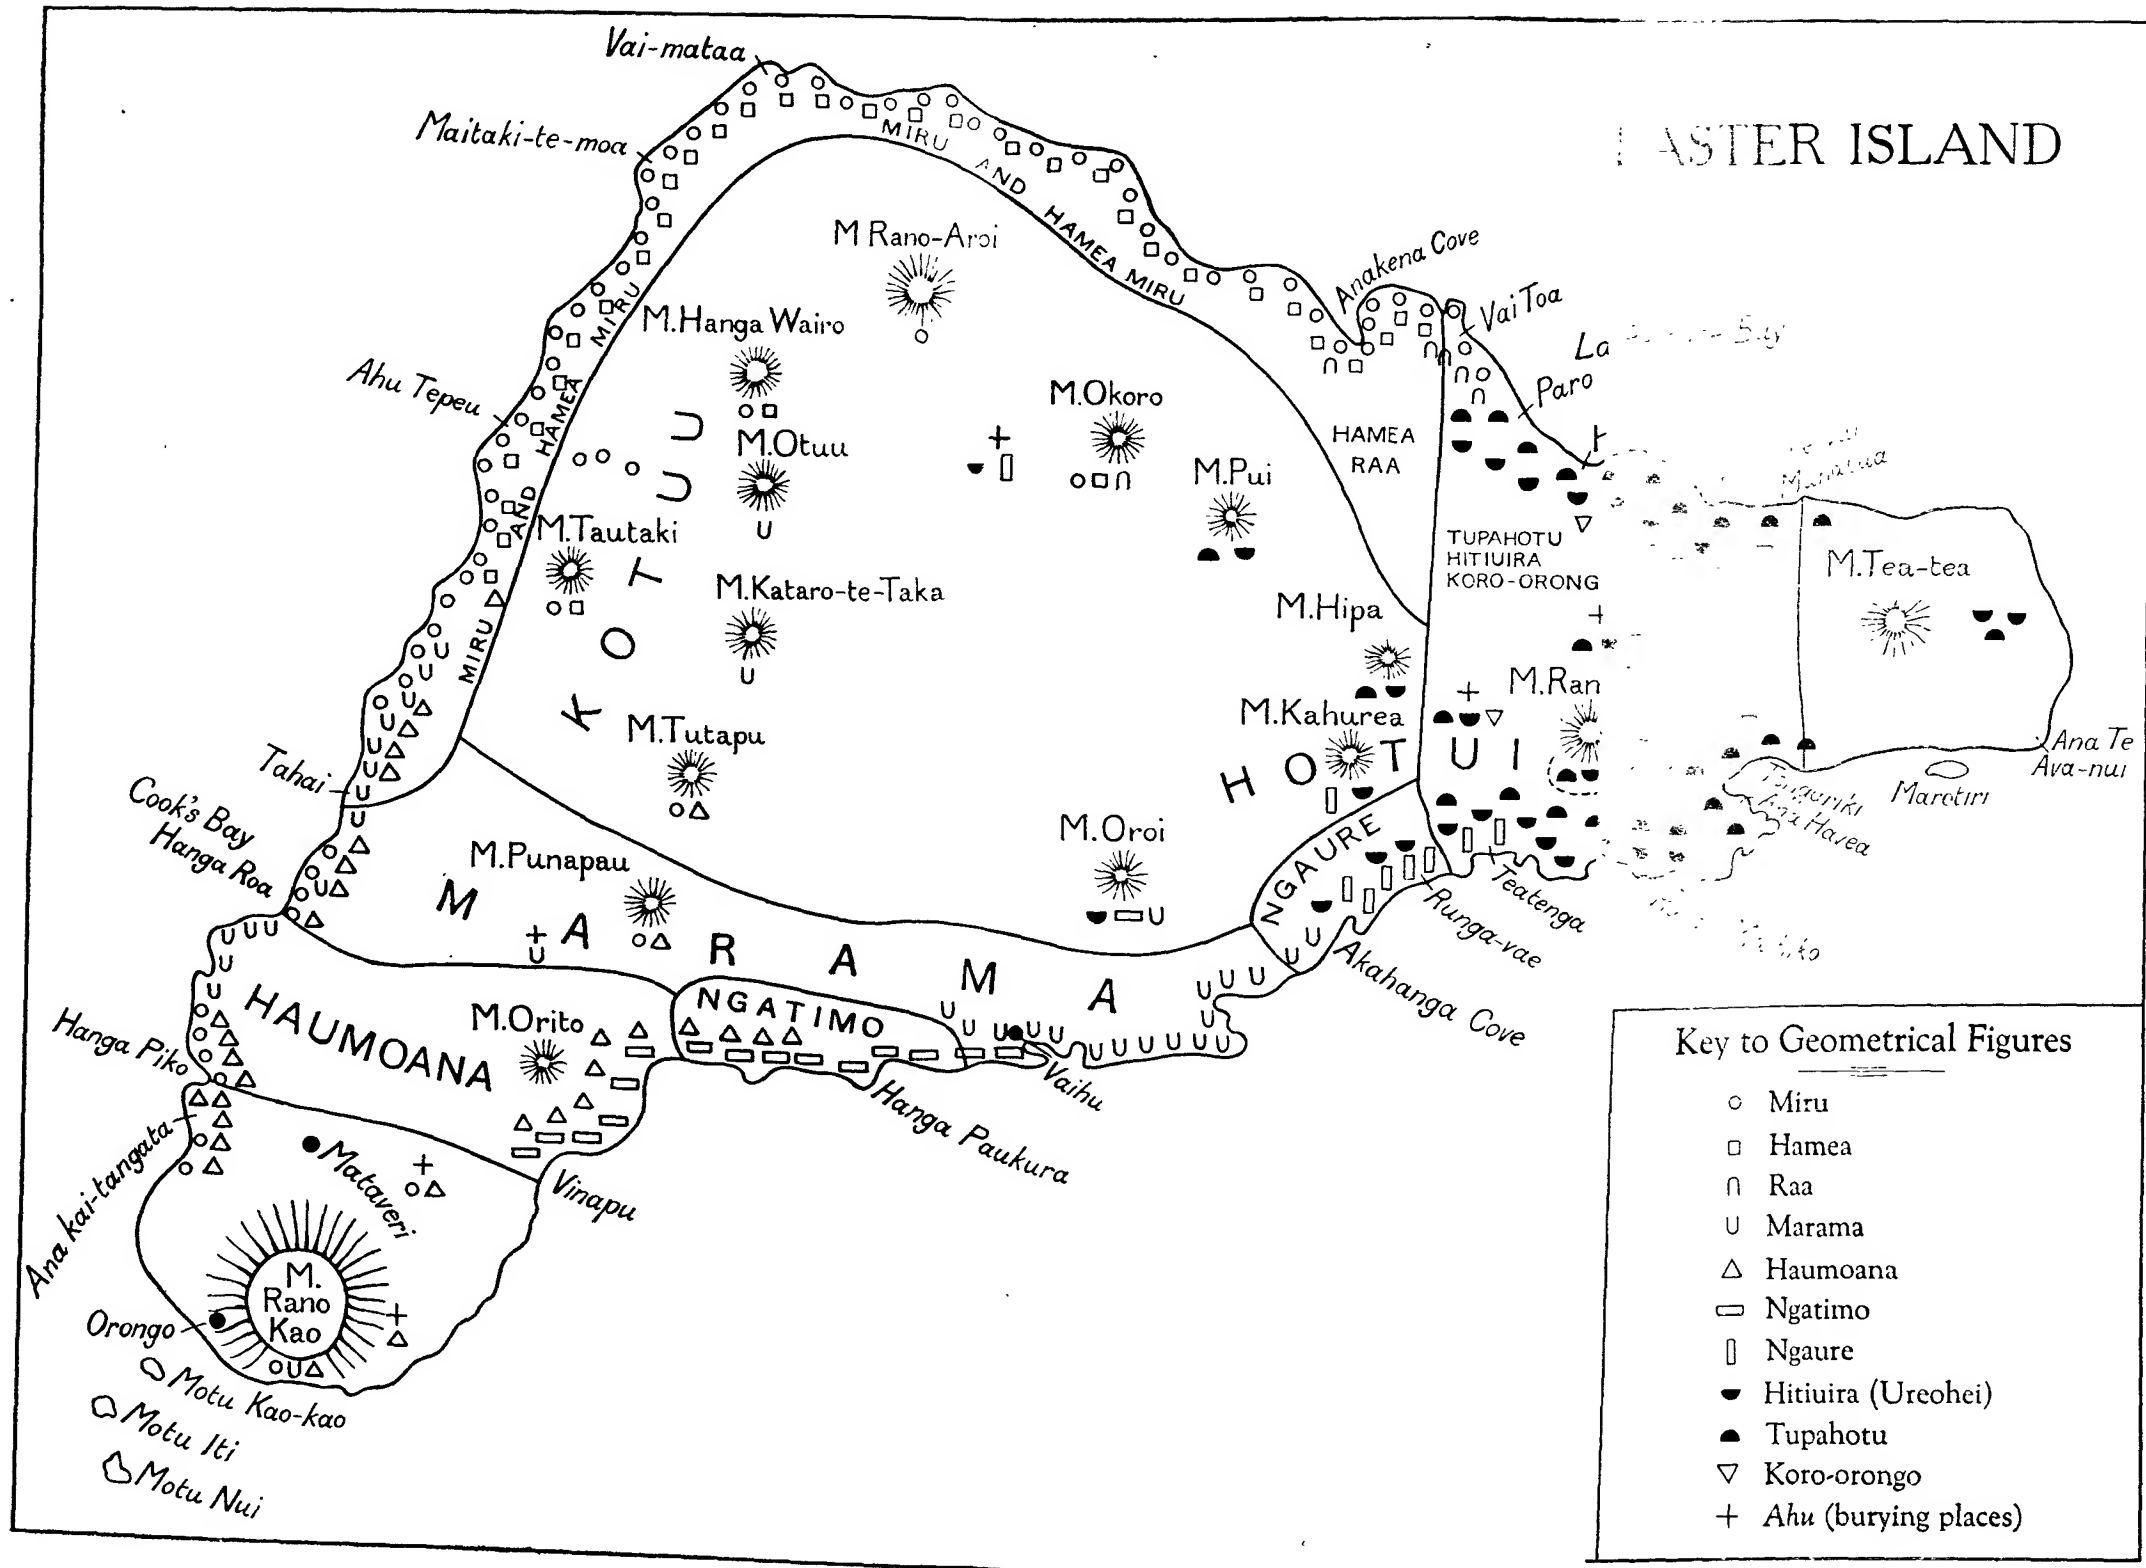 EASTER ISLAND
Vai-mataa
Maitaki-te-moa
MIRU AND HAMEA MIRU
M Rano-Aroi
Anakena Cove
Vai Toa
La
Paro
M.Hanga Wairo
Ahu Tepeu
MIRU AND HAMEA MIRU
M.Okoro
HAMEA
RAA
M.Otuu
M.Pui
M.Tautaki
KOTUU
TUPAHOTU
HITIUIRA
KORO-ORONG
M.Tea-tea
M.Kataro-te-Taka
M.Hipa
M.Ran
M.Kahurea
M.Tutapu
HOTUI
Ana Te
Ava-nui
Marotiri
Tongariki
Ana Havea
Tahai
Cook's Bay
Hanga Roa
M.Oroi
NGAURE
M.Punapau
MARAMA
Teatenga
Runga-vae
Akahanga Cove
HAUMOANA
M.Orito
NGATIMO
Hanga Piko
Vaihu
Hanga Paukura
Ana kai-tangata
Mataveri
Vinapu
M.
Rano
Kao
Orongo
Motu Kao-kao
Motu Iti
Motu Nui
Key to Geometrical Figures
Miru
Hamea
Raa
Marama
Haumoana
Ngatimo
Ngaure
Hitiuira (Ureohei)
Tupahotu
Koro-orongo
Ahu (burying places)